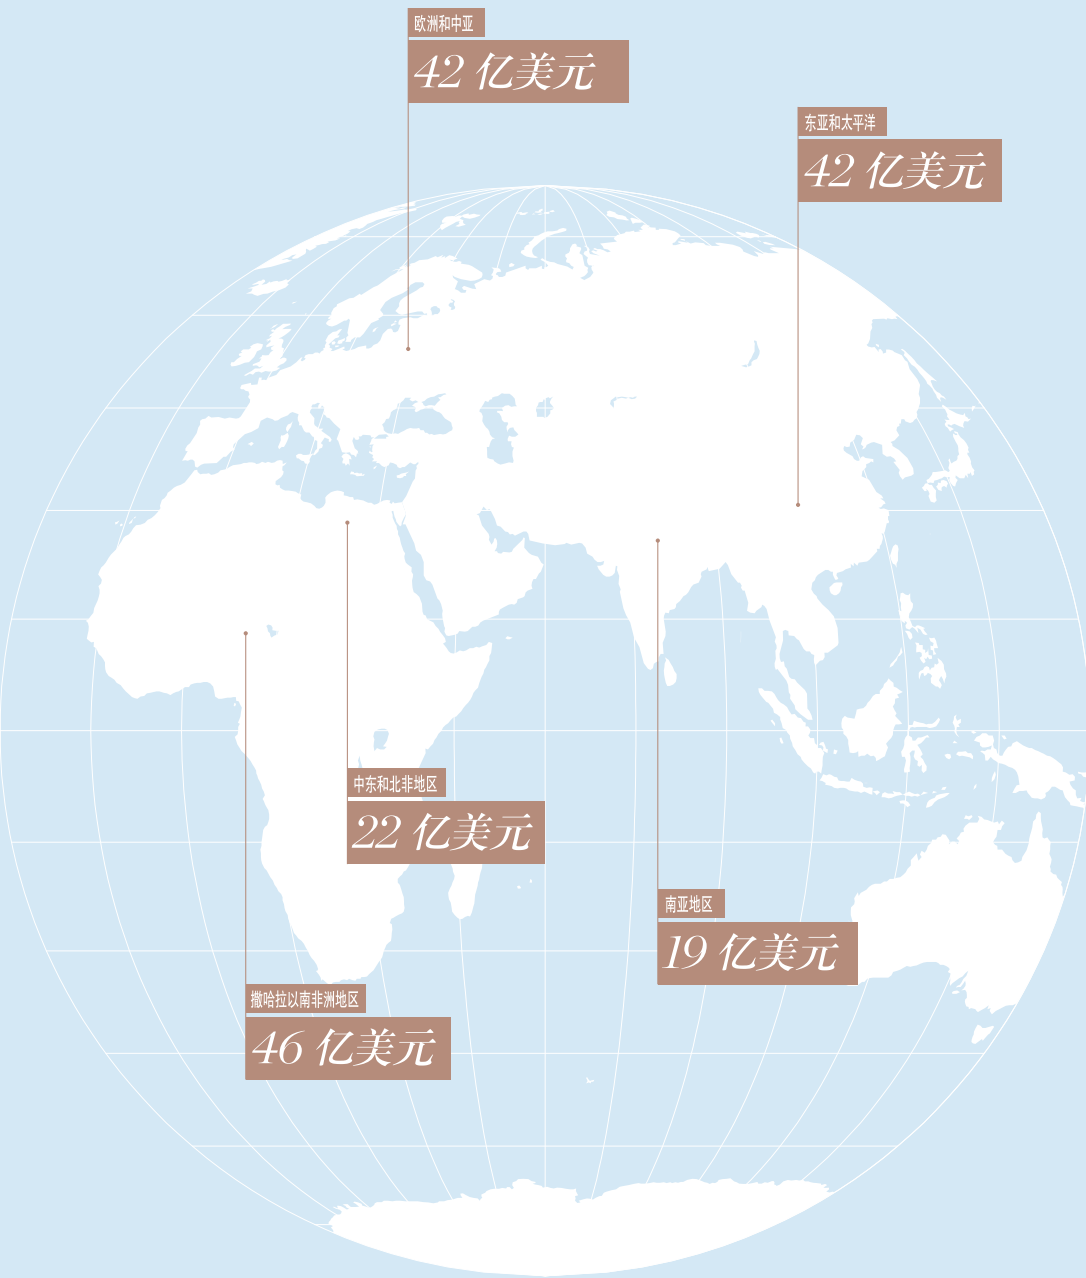 欧洲和中亚
42 亿美元
东亚和太平洋
42 亿美元
中东和北非地区
22 亿美元
南亚地区
19 亿美元
撒哈拉以南非洲地区
46 亿美元